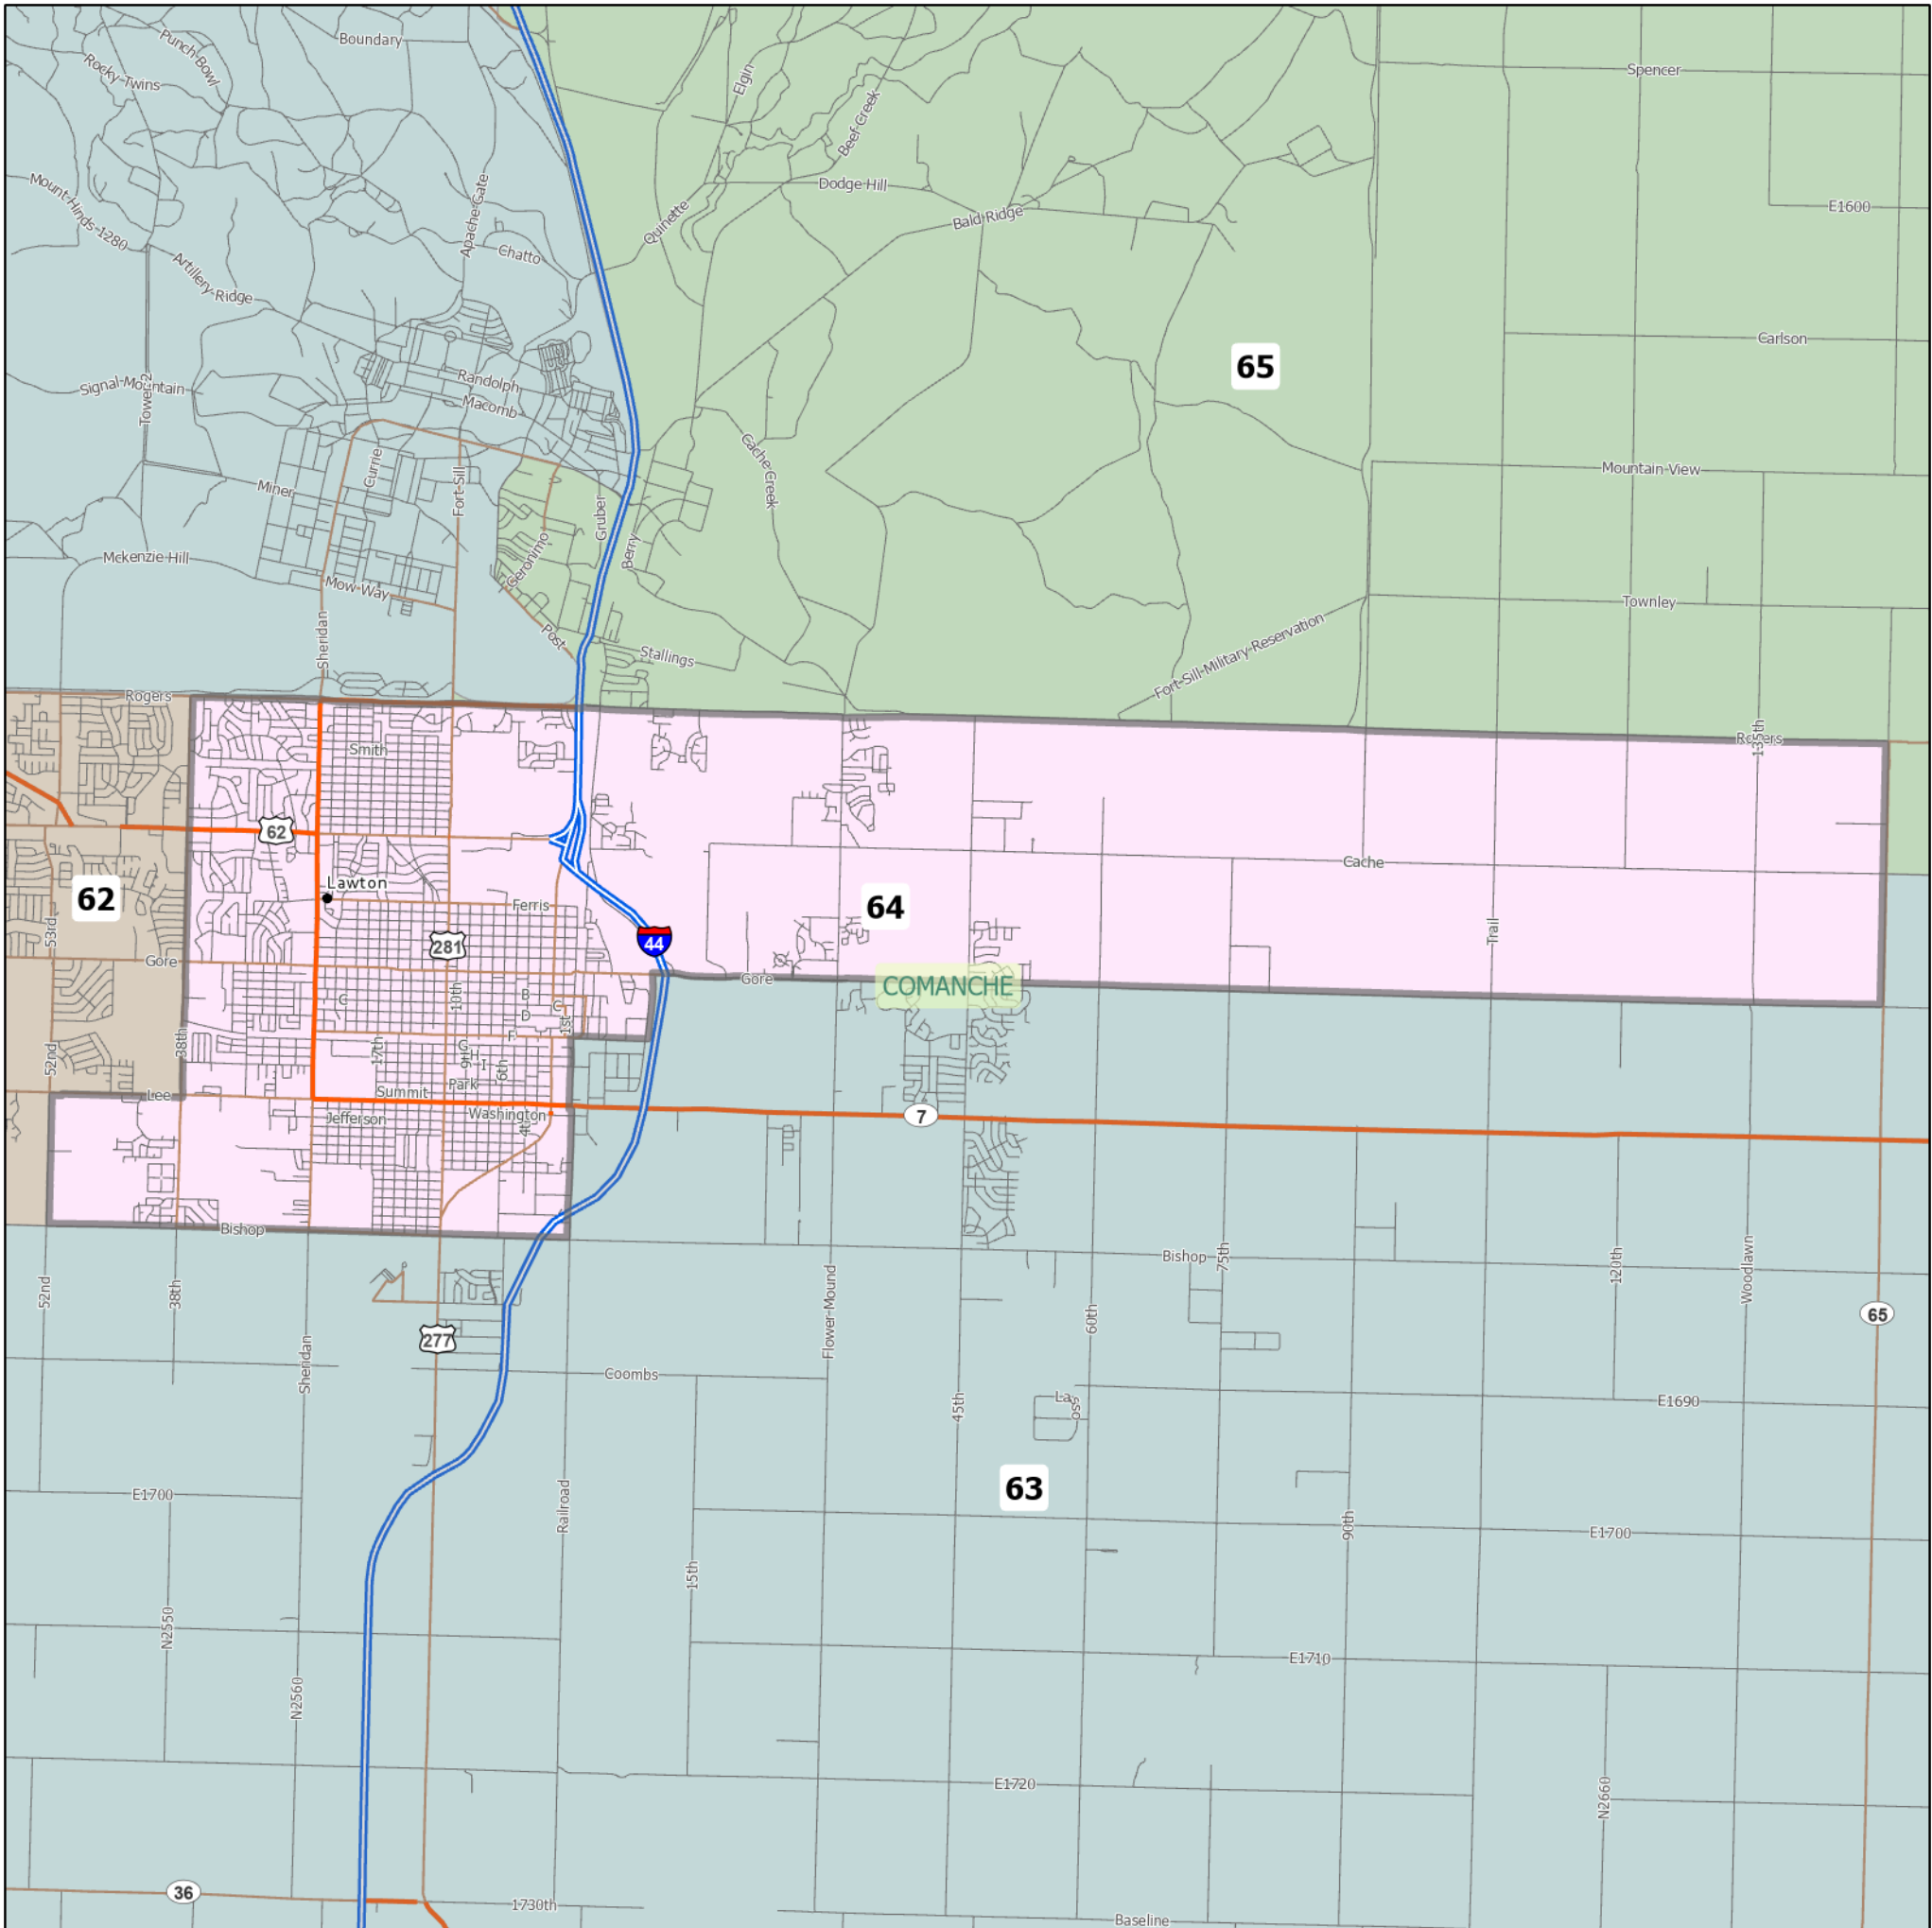 Punch-Bowl
Boundary
Rocky-Twins
Elgin
Beef-Creek
Spencer
Mount-Hinds-1280
Apache-Gate
Dodge Hill
Bald Ridge
E1600
Quinette
Chatto
Artillery-Ridge
Carlson
65
Signal-Mountain
Tower-2
Randolph
Macomb
Currie
Fort-Sill
Cache-Creek
Mountain View
Miner
Gruber
Berry
Geronimo
Mckenzie Hill
Mow-Way
Townley
Sheridan
Post
Stallings
Fort-Sill-Military-Reservation
Rogers
Smith
Rogers
135th
62
Cache
Lawton
62
64
Ferris
53rd
281
44
Trail
Gore
Gore
COMANCHE
C
10th
B
D
C
1st
F
38th
17th
52nd
G
9th
H
I
6th
Park
Lee
Summit
Jefferson
Washington
4th
7
Bishop
Bishop
75th
120th
Woodlawn
52nd
38th
Flower-Mound
60th
65
277
Sheridan
Coombs
45th
E1690
63
E1700
Railroad
90th
E1700
15th
N2550
E1710
N2560
E1720
N2660
36
1730th
Baseline